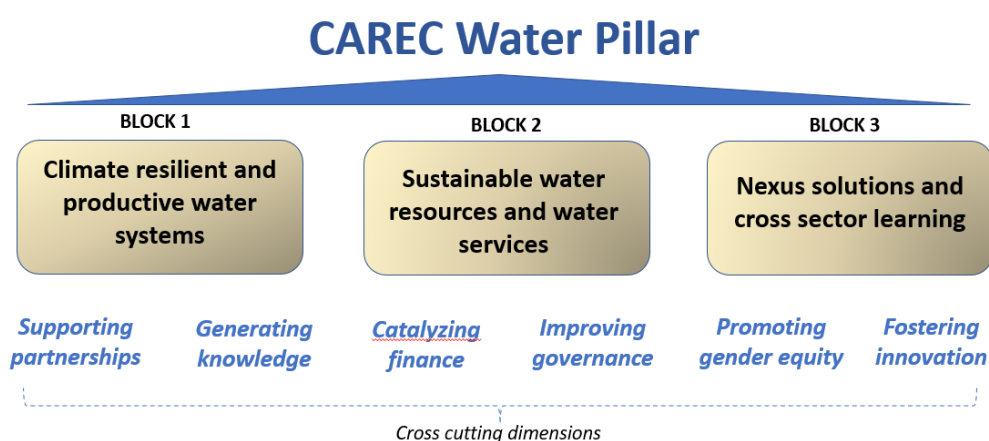 CAREC Water Pillar
BLOCK 1
BLOCK 2
BLOCK 3
Climate resilient and
productive water
systems
Sustainable water
resources and water
services
Nexus solutions and
cross sector learning
Supporting
partnerships
Generating
knowledge
Catalyzing
finance
Improving
governance
Promoting
gender equity
Fostering
innovation
Cross cutting dimensions